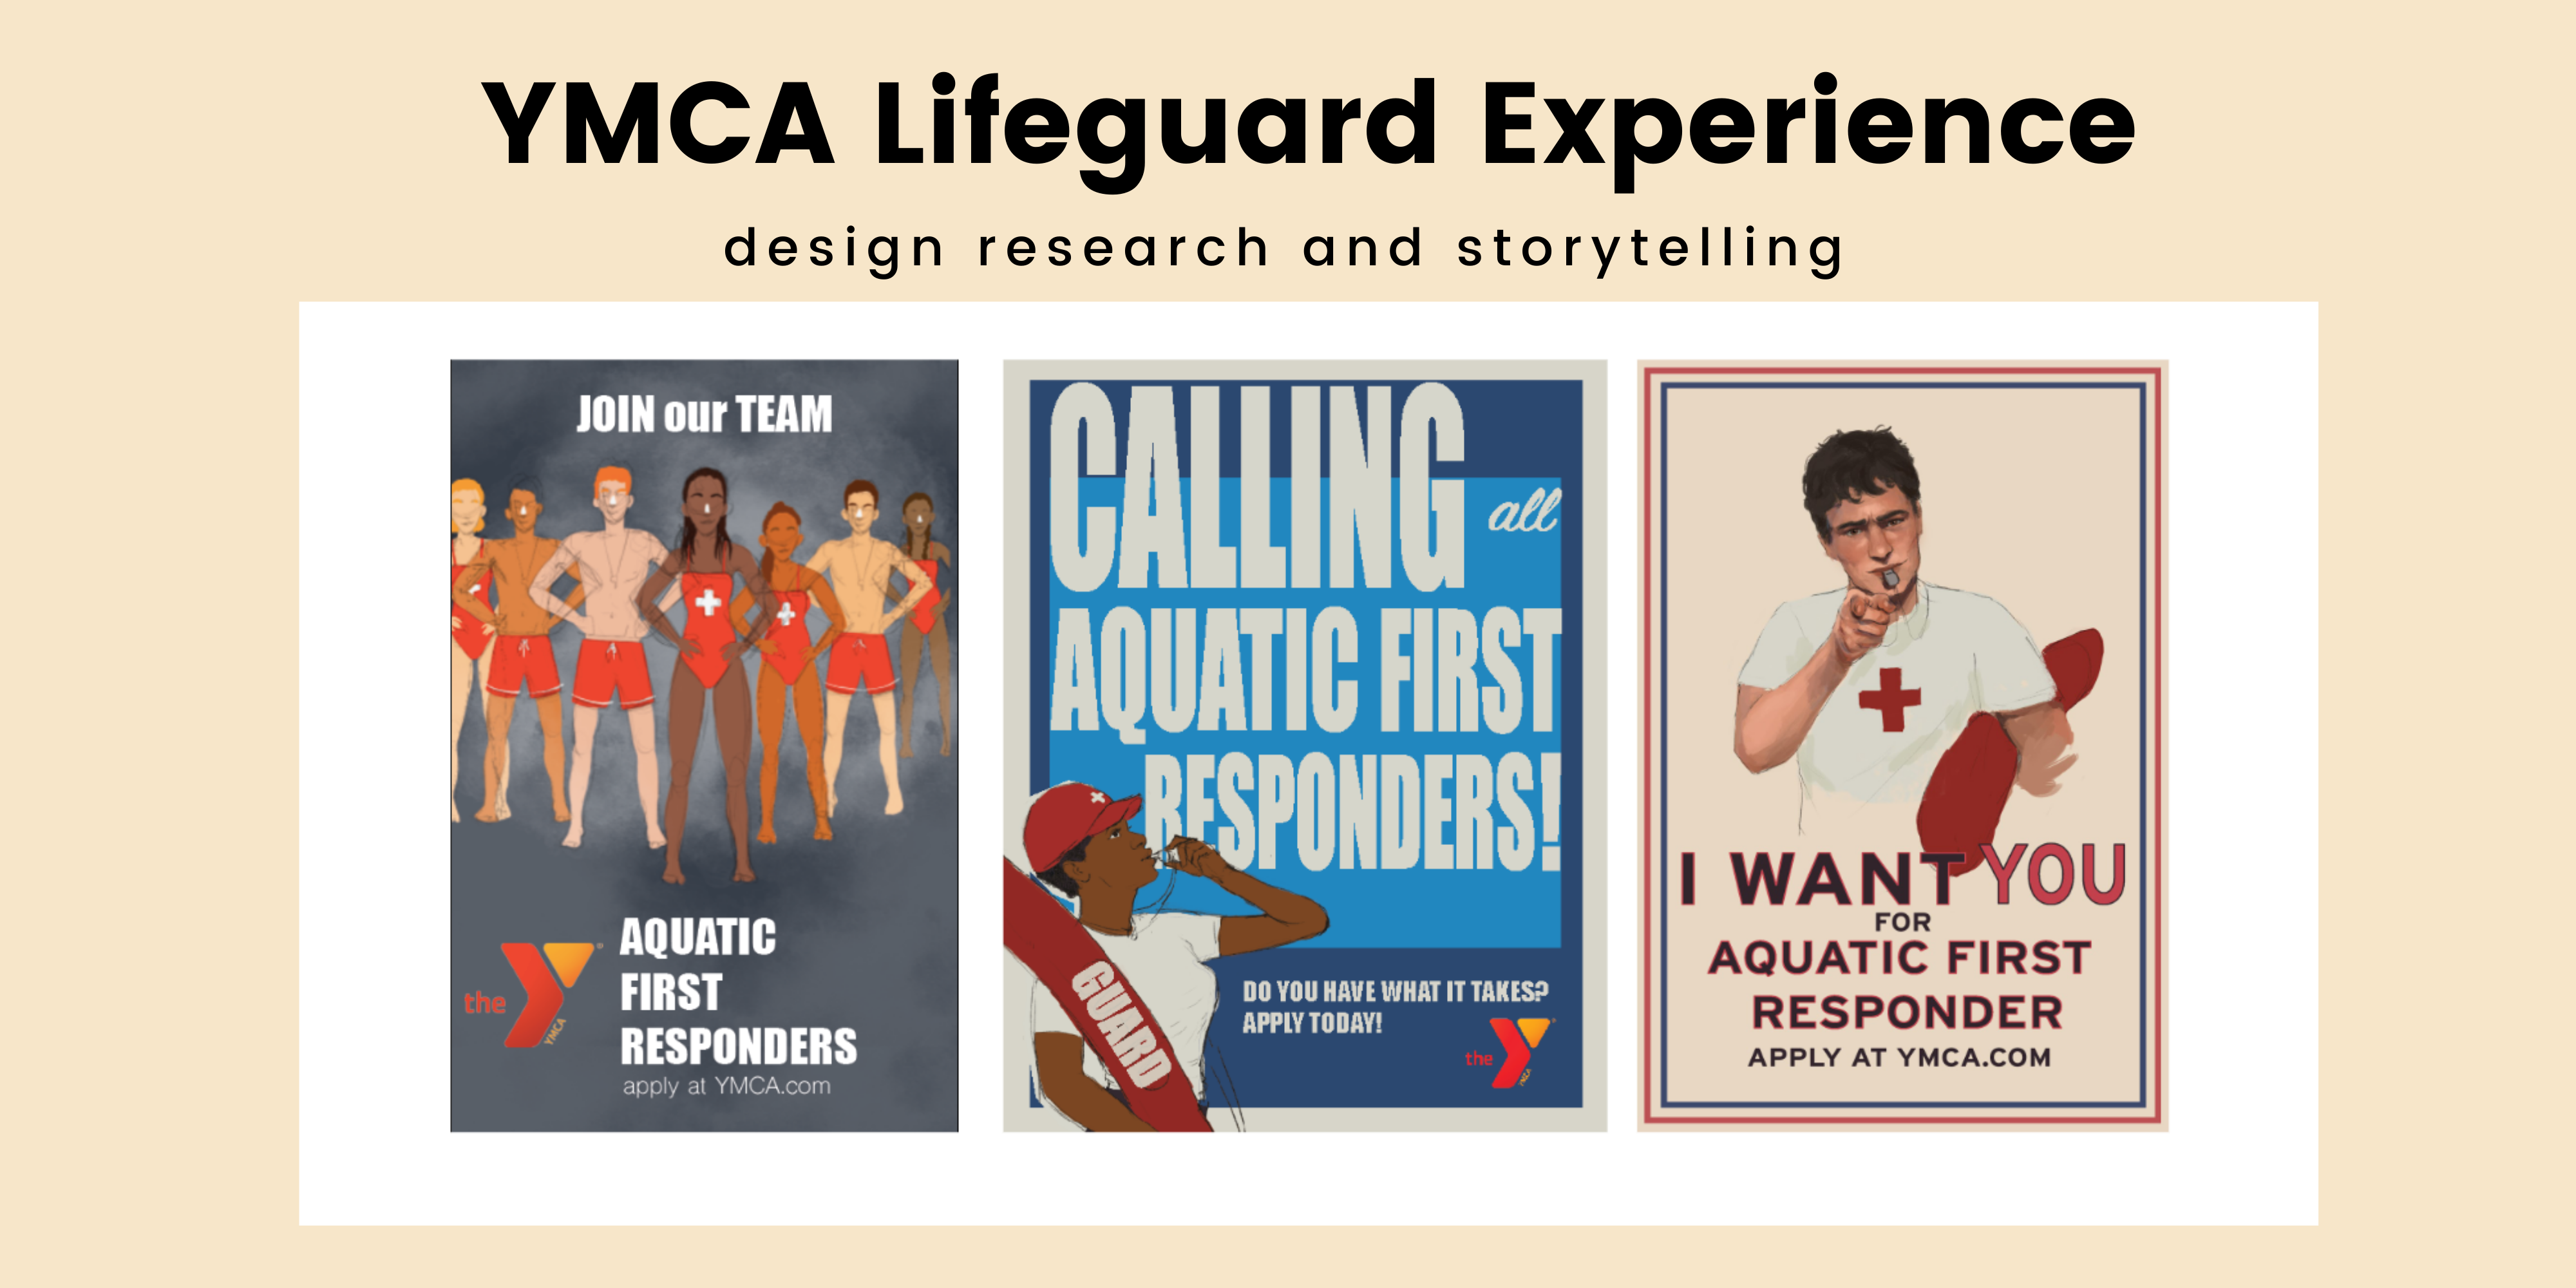 YMCA Lifeguard Experience
design research and storytelling
JOIN our TEAM
the
YMCA
AQUATIC
FIRST
RESPONDERS
apply at YMCA.com
CALLING
all
AQUATIC FIRST
RESPONDERS!
GUARD
DO YOU HAVE WHAT IT TAKES?
APPLY TODAY!
the
YMCA
I WANT YOU
FOR
AQUATIC FIRST
RESPONDER
APPLY AT YMCA.COM